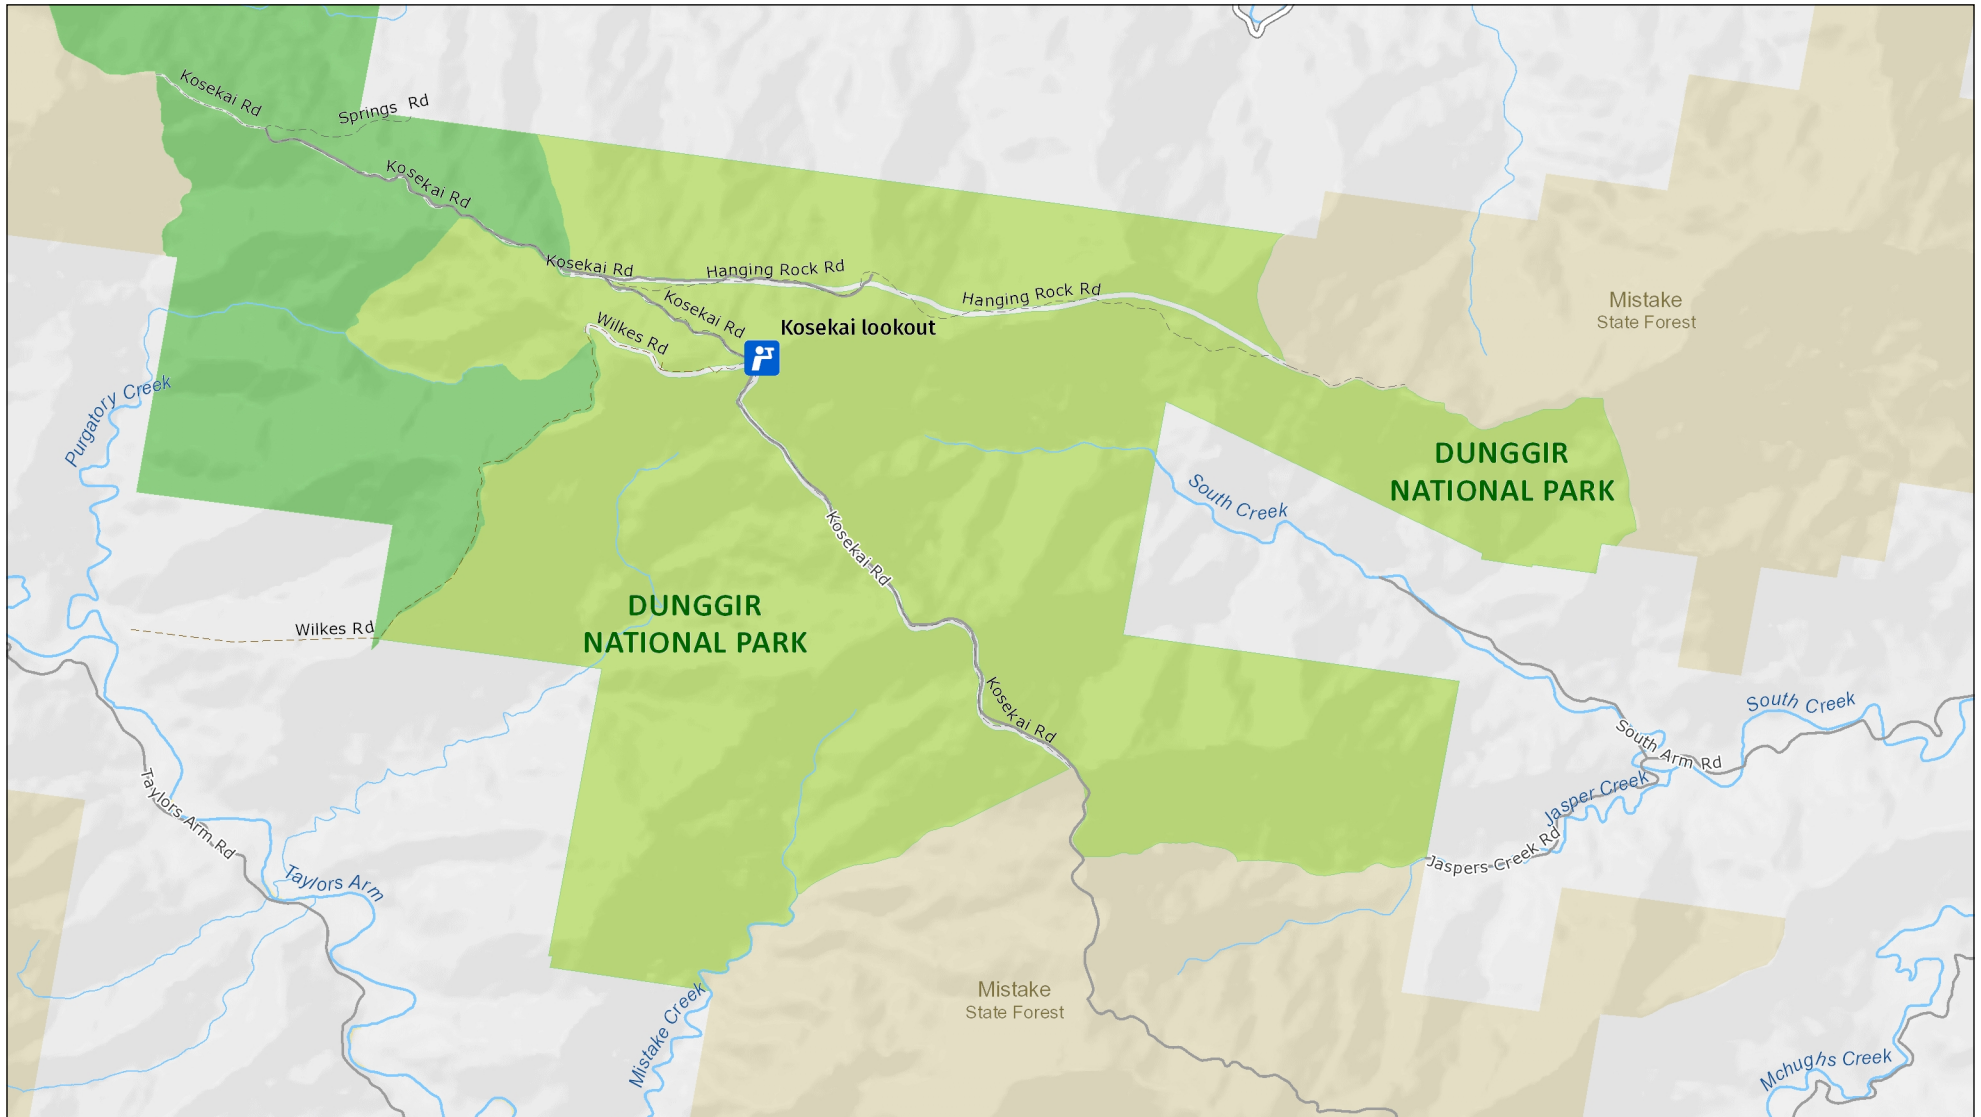 Kosekai Rd
Springs Rd
Kosekai Rd
Kosekai Rd
Hanging Rock Rd
Hanging Rock Rd
Kosekai Rd
Wilkes Rd
Kosekai lookout
Mistake
State Forest
Purgatory Creek
DUNGGIR
NATIONAL PARK
South Creek
Kosekai Rd
DUNGGIR
NATIONAL PARK
Wilkes Rd
Kosekai Rd
South Creek
South Arm Rd
Jasper Creek
Jaspers Creek Rd
Taylors Arm Rd
Taylors Arm
Mistake
State Forest
Mistake Creek
Mchughs Creek